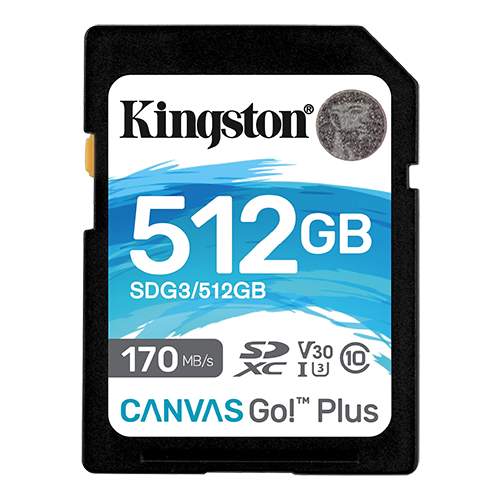 Kingston®
512GB
SDG3/512GB
170 MB/s SD XC V30 I U3 10
CANVAS Go!™ Plus